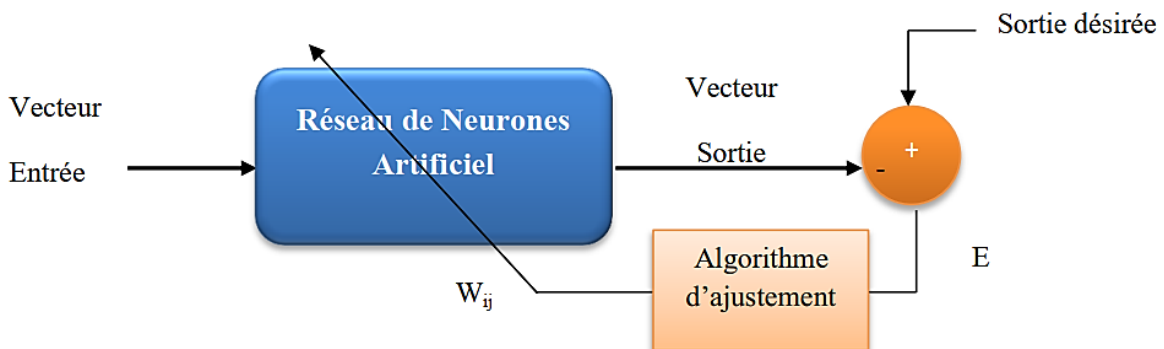 Sortie désirée
Vecteur
Entrée
Réseau de Neurones
Artificiel
Vecteur
Sortie
+
-
E
Algorithme
d'ajustement
Wij